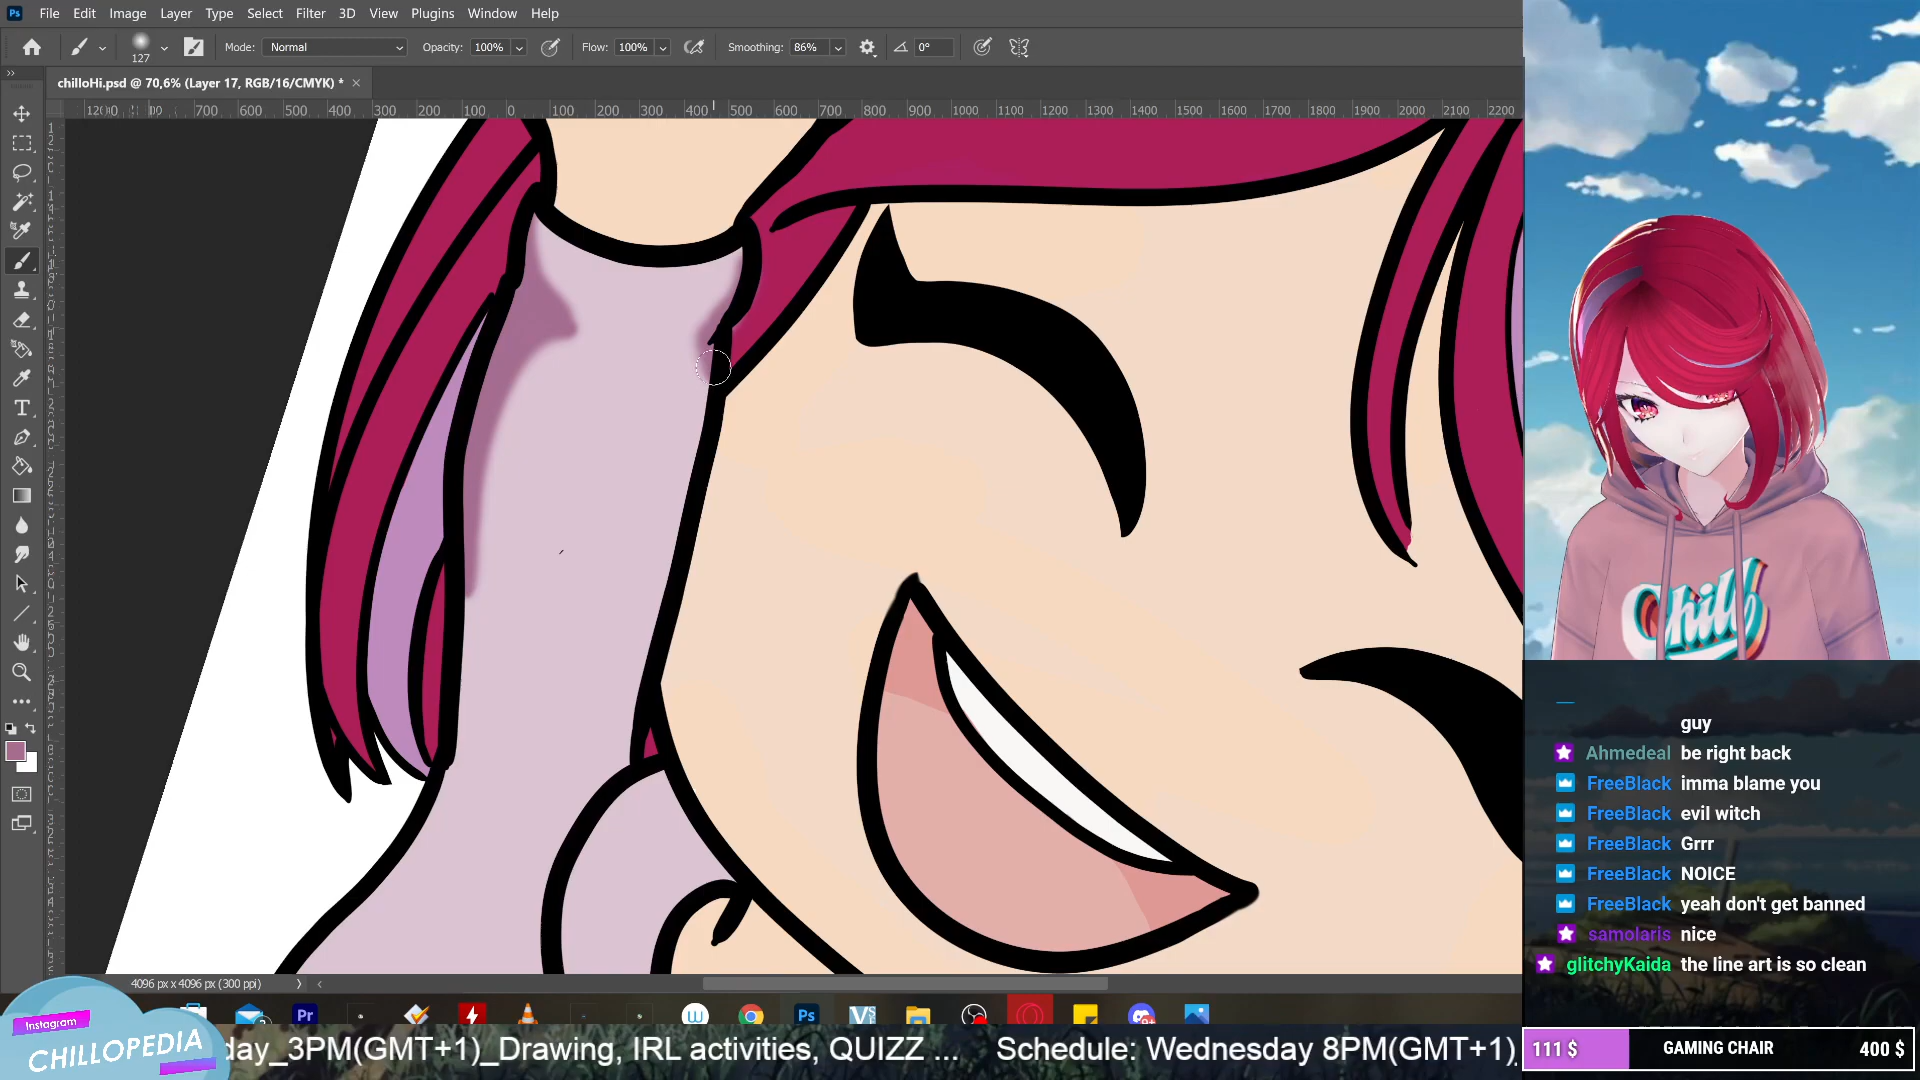 Ps File Edit Image Layer Type Select Filter 3D View Plugins Window Help
127 Mode: Normal Opacity: 100% Flow: 100% Smoothing: 86% 0°
chilloHi.psd @ 70,6% (Layer 17, RGB/16/CMYK) * ×
1200 700 600 500 400 300 200 100 0 100 200 300 400 500 600 700 800 900 1000 1100 1200 1300 1400 1500 1600 1700 1800 1900 2000 2100 2200
Chill
guy
Ahmedeal be right back
FreeBlack imma blame you
FreeBlack evil witch
FreeBlack Grrr
FreeBlack NOICE
FreeBlack yeah don't get banned
samolaris nice
glitchyKaida the line art is so clean
4096 px x 4096 px (300 ppi)
Pr Ps
Instagram
CHILLOPEDIA
day_3PM(GMT+1)_Drawing, IRL activities, QUIZZ ... Schedule: Wednesday 8PM(GMT+1)
111 $ GAMING CHAIR 400 $